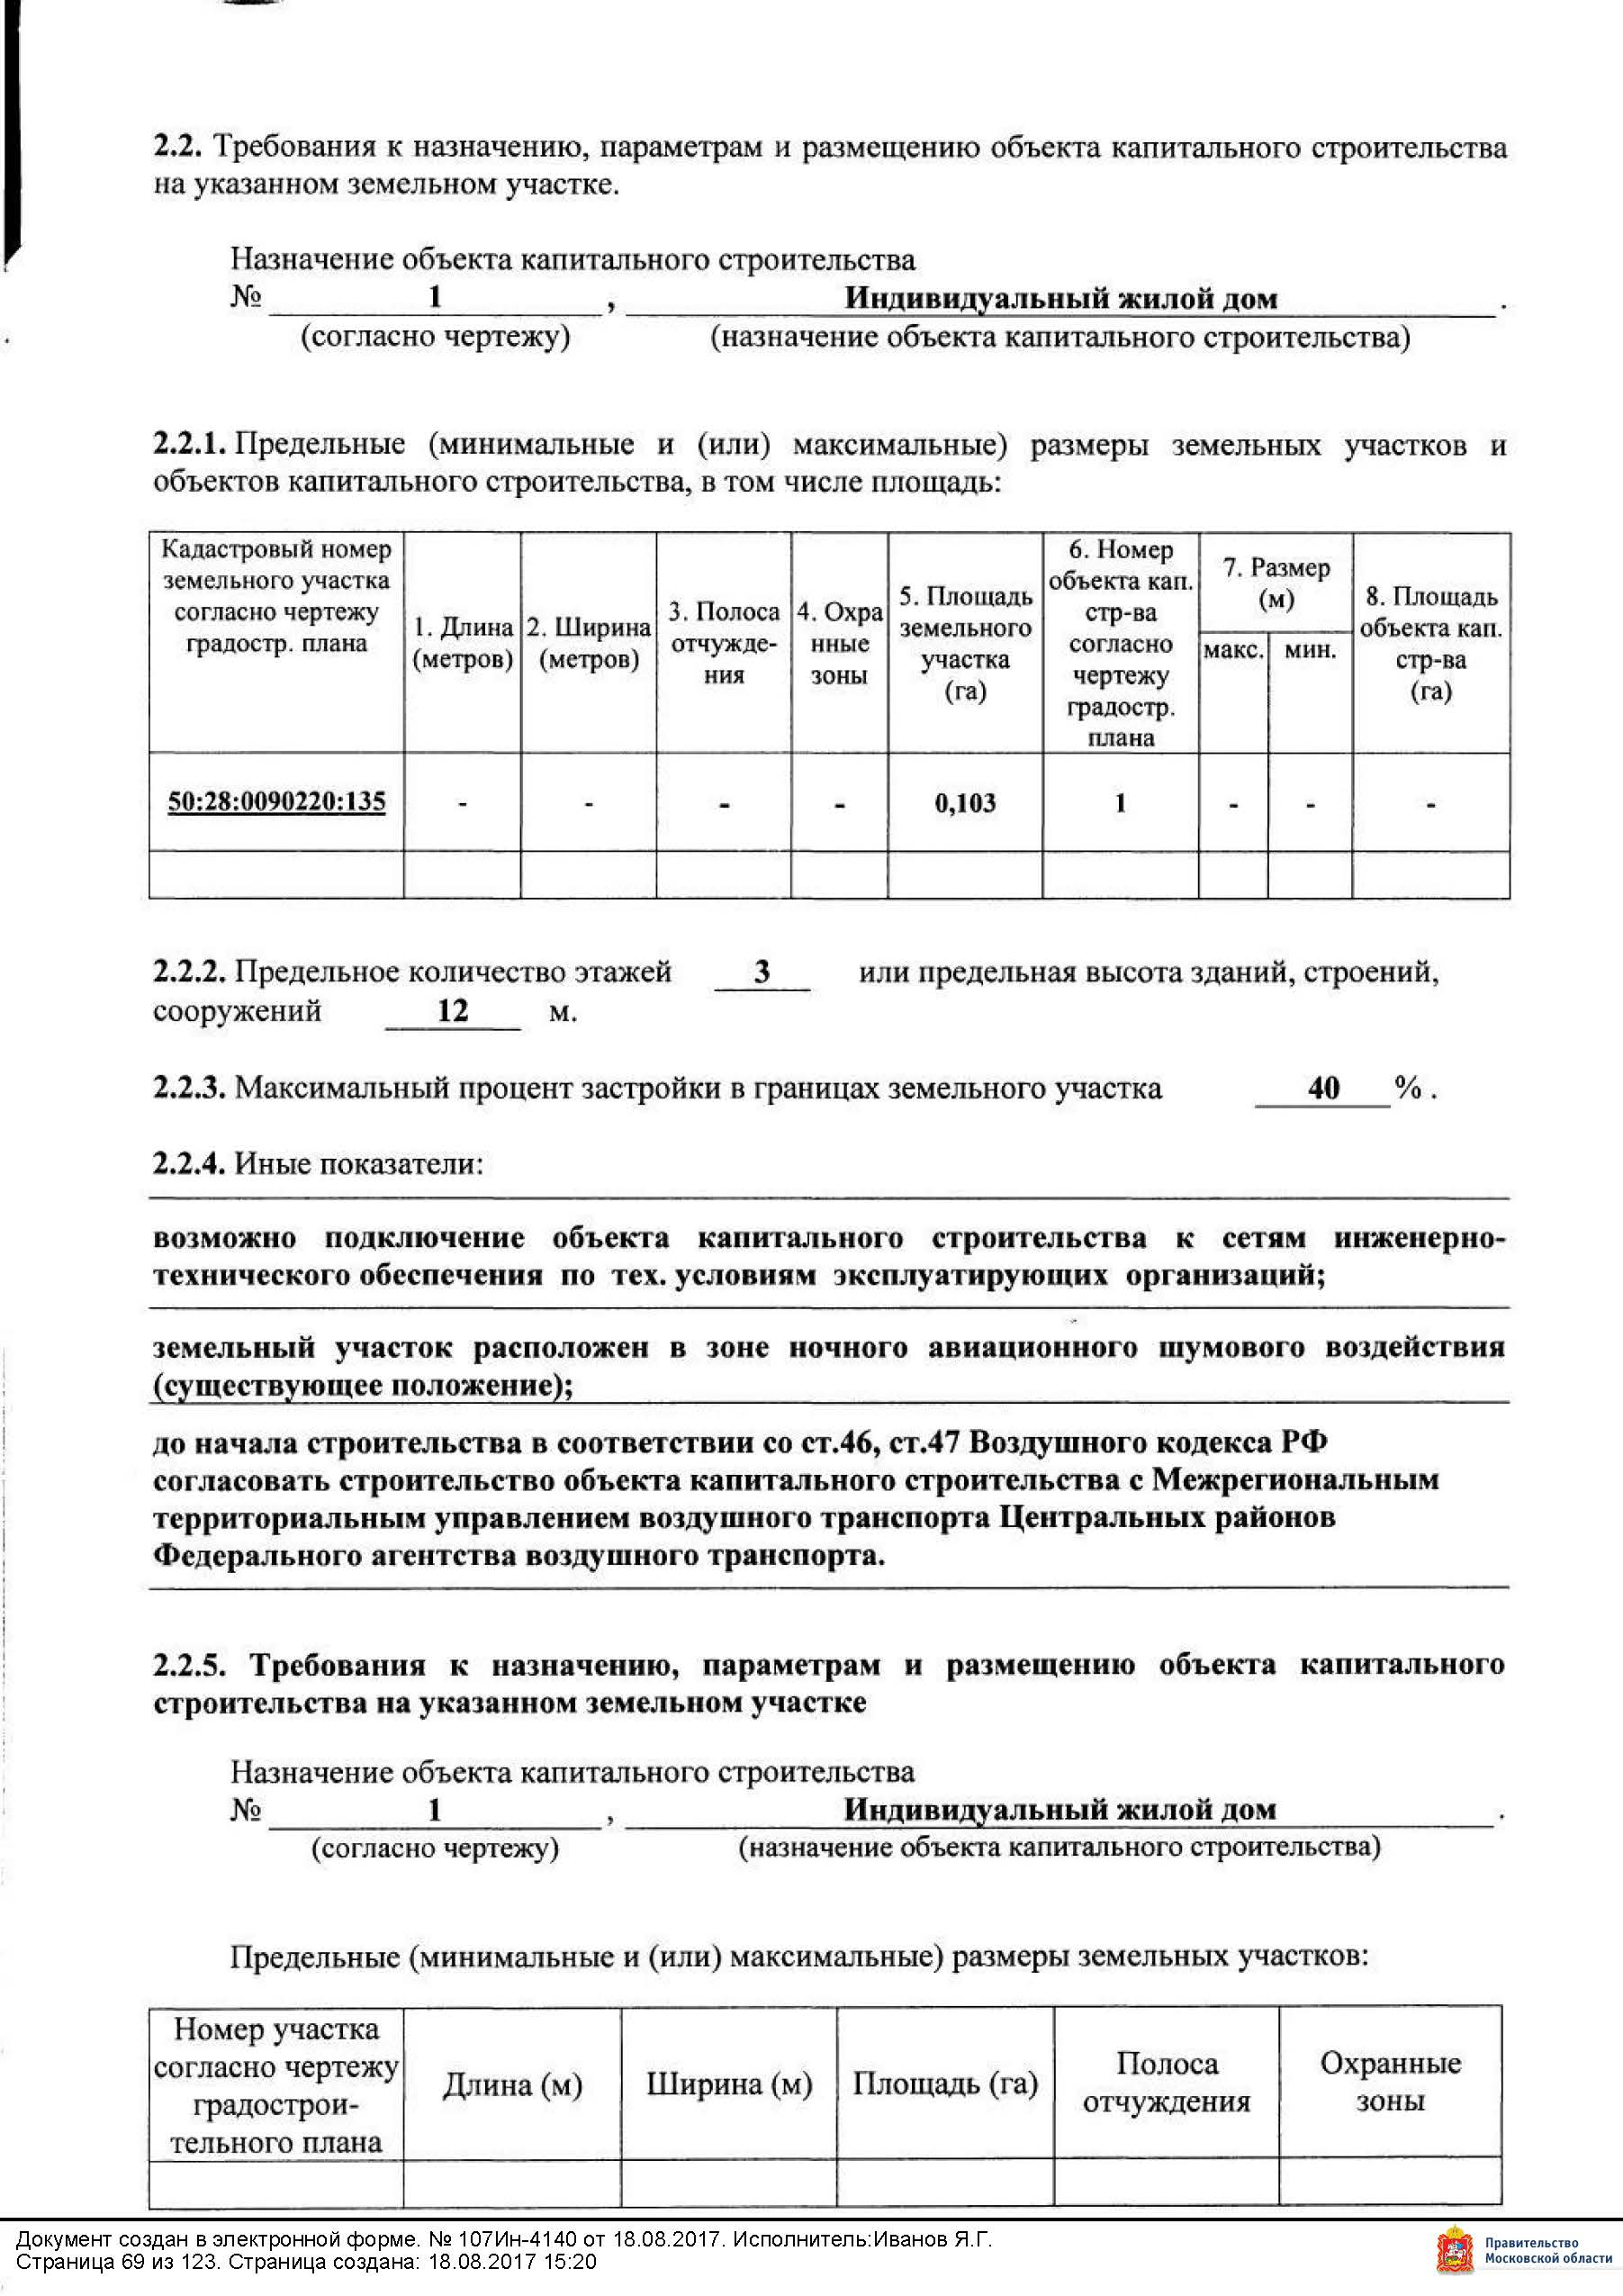 2.2. Требования к назначению, параметрам и размещению объекта капитального строительства
на указанном земельном участке.
Назначение объекта капитального строительства
№ 1 , Индивидуальный жилой дом .
(согласно чертежу) (назначение объекта капитального строительства)
2.2.1. Предельные (минимальные и (или) максимальные) размеры земельных участков и
объектов капитального строительства, в том числе площадь:
Кадастровый номер
земельного участка
согласно чертежу
градостр. плана
1. Длина
(метров)
2. Ширина
(метров)
3. Полоса
отчужде-
ния
4. Охра
нные
зоны
5. Площадь
земельного
участка
(га)
6. Номер
объекта кап.
стр-ва
согласно
чертежу
градостр.
плана
7. Размер
(м)
макс. мин.
8. Площадь
объекта кап.
стр-ва
(га)
50:28:0090220:135 - - - - 0,103 1 - - -
2.2.2. Предельное количество этажей 3 или предельная высота зданий, строений,
сооружений 12 м.
2.2.3. Максимальный процент застройки в границах земельного участка 40 % .
2.2.4. Иные показатели:
возможно подключение объекта капитального строительства к сетям инженерно-
технического обеспечения по тех. условиям эксплуатирующих организаций;
земельный участок расположен в зоне ночного авиационного шумового воздействия
(существующее положение);
до начала строительства в соответствии со ст.46, ст.47 Воздушного кодекса РФ
согласовать строительство объекта капитального строительства с Межрегиональным
территориальным управлением воздушного транспорта Центральных районов
Федерального агентства воздушного транспорта.
2.2.5. Требования к назначению, параметрам и размещению объекта капитального
строительства на указанном земельном участке
Назначение объекта капитального строительства
№ 1 , Индивидуальный жилой дом .
(согласно чертежу) (назначение объекта капитального строительства)
Предельные (минимальные и (или) максимальные) размеры земельных участков:
Номер участка
согласно чертежу
градострои-
тельного плана
Длина (м)
Ширина (м)
Площадь (га)
Полоса
отчуждения
Охранные
зоны
Документ создан в электронной форме. № 107Ин-4140 от 18.08.2017. Исполнитель:Иванов Я.Г.
Страница 69 из 123. Страница создана: 18.08.2017 15:20
Правительство
Московской области